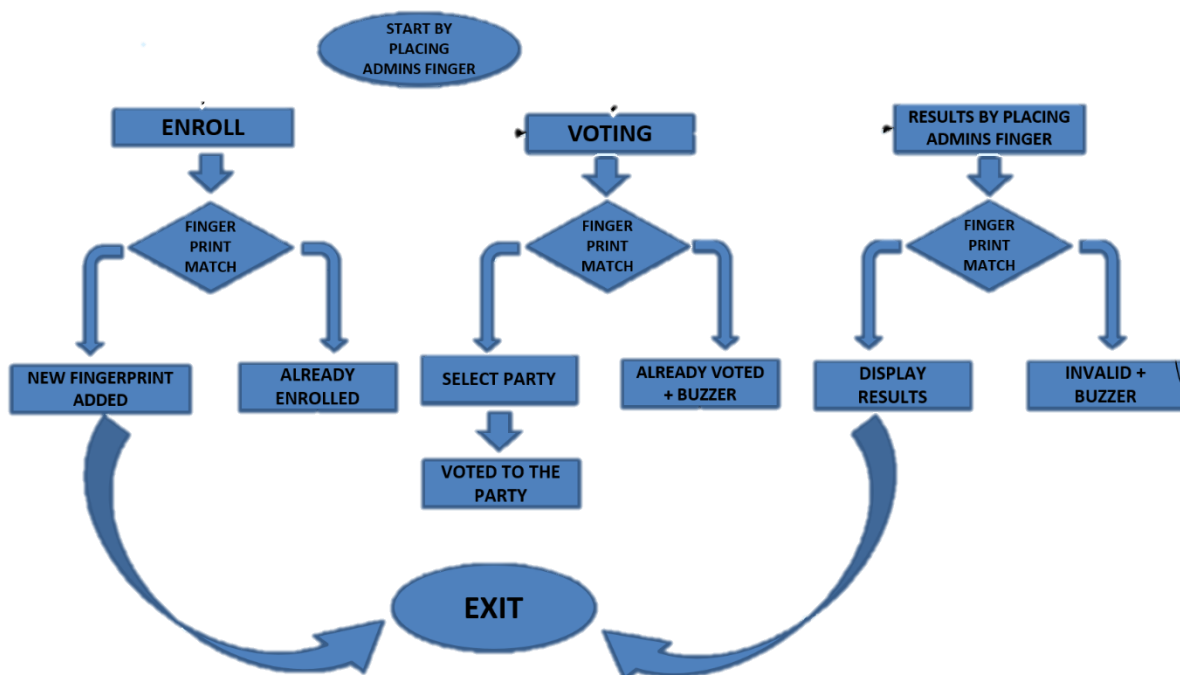 START BY
PLACING
ADMINS FINGER
ENROLL
VOTING
RESULTS BY PLACING
ADMINS FINGER
FINGER
PRINT
MATCH
FINGER
PRINT
MATCH
FINGER
PRINT
MATCH
NEW FINGERPRINT
ADDED
ALREADY
ENROLLED
SELECT PARTY
ALREADY VOTED
+ BUZZER
DISPLAY
RESULTS
INVALID +
BUZZER
VOTED TO THE
PARTY
EXIT